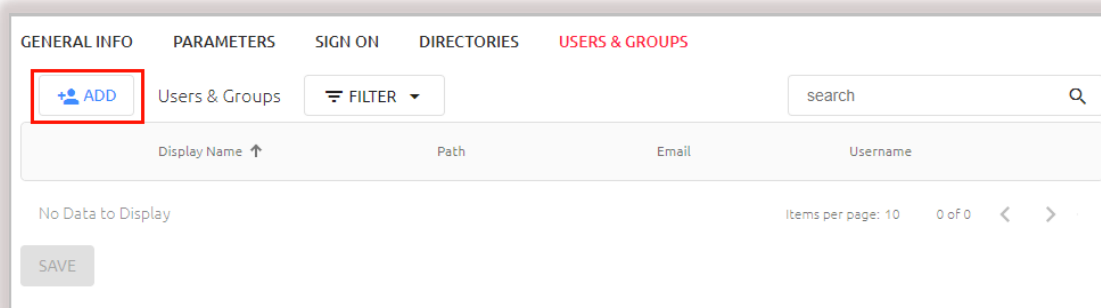 GENERAL INFO PARAMETERS SIGN ON DIRECTORIES USERS & GROUPS
ADD Users & Groups FILTER search
Display Name Path Email Username
No Data to Display Items per page: 10 0 of 0
SAVE